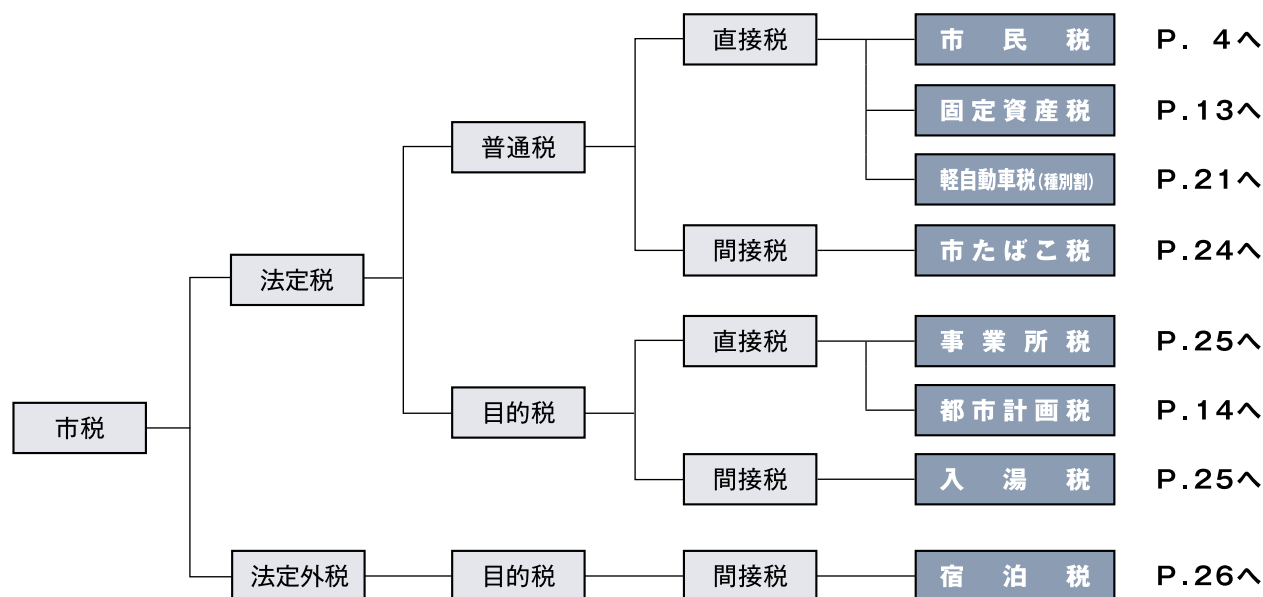 直接税 市民税 P. 4へ
固定資産税 P.13へ
普通税
軽自動車税(種別割) P.21へ
間接税 市たばこ税 P.24へ
法定税
直接税 事業所税 P.25へ
目的税 都市計画税 P.14へ
市税
間接税 入湯税 P.25へ
法定外税 目的税 間接税 宿泊税 P.26へ